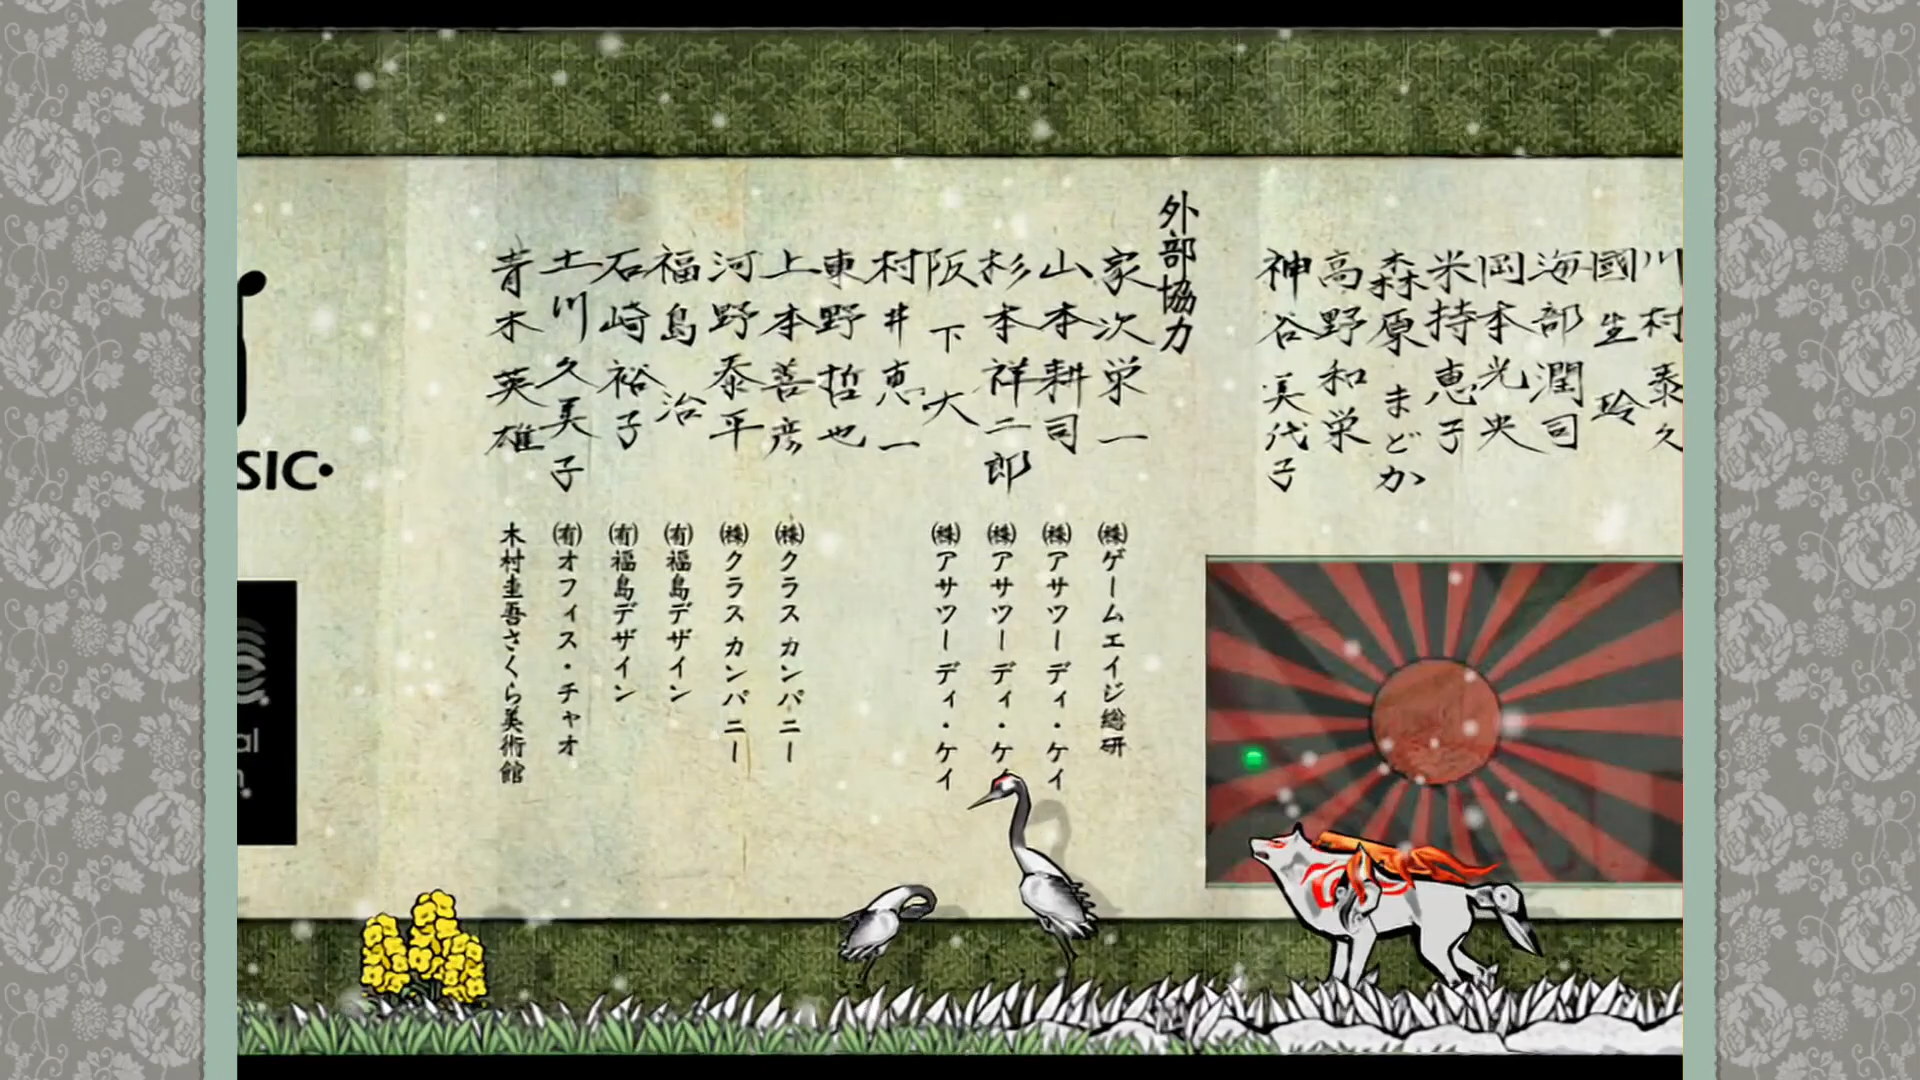 川村泰久
國生 玲
海部潤司
岡本光央
米持恵子
森原 まどか
高野和栄
神谷 美代子
外部協力
家次栄一
㈱ゲームエイジ総研
山本耕司
㈱アサツー ディ・ケイ
杉本祥二郎
㈱アサツー ディ・ケイ
阪下 大
㈱アサツー ディ・ケイ
村井恵一
東野哲也
上本善彦
㈱クラス カンパニー
河野泰平
㈱クラス カンパニー
福島 治
㈲福島デザイン
石崎裕子
㈲福島デザイン
土川久美子
㈲オフィス・チャオ
青木英雄
木村圭吾さくら美術館
SIC•
al